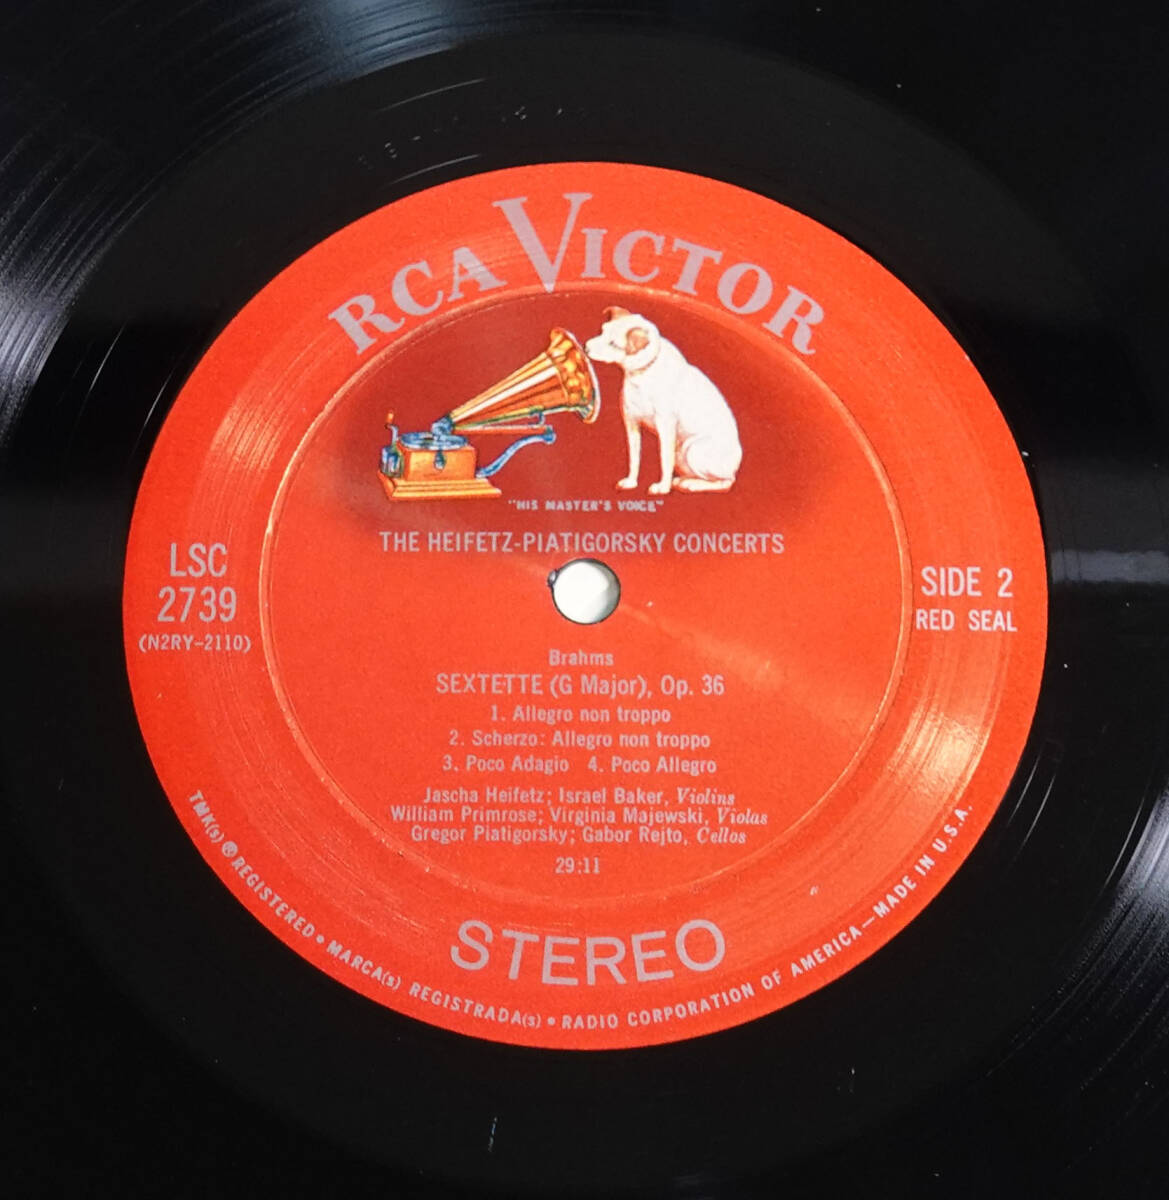 RCA VICTOR
"HIS MASTER'S VOICE"
THE HEIFETZ-PIATIGORSKY CONCERTS
LSC
2739
(N2RY-2110)
SIDE 2
RED SEAL
Brahms
SEXTETTE (G Major), Op. 36
1. Allegro non troppo
2. Scherzo: Allegro non troppo
3. Poco Adagio 4. Poco Allegro
Jascha Heifetz; Israel Baker, Violins
William Primrose; Virginia Majewski, Violas
Gregor Piatigorsky; Gabor Rejto, Cellos
29:11
STEREO
TMK(s) ® REGISTERED • MARCA(s) REGISTRADA(s) • RADIO CORPORATION OF AMERICA—MADE IN U.S.A.